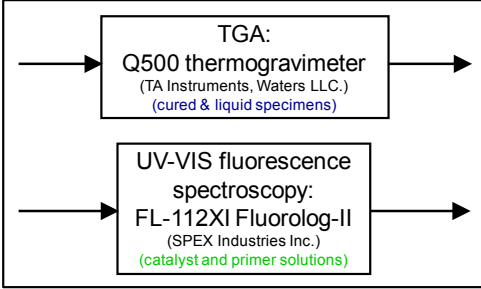 TGA:
Q500 thermogravimeter
(TA Instruments, Waters LLC.)
(cured & liquid specimens)
UV-VIS fluorescence
spectroscopy:
FL-112XI Fluorolog-II
(SPEX Industries Inc.)
(catalyst and primer solutions)